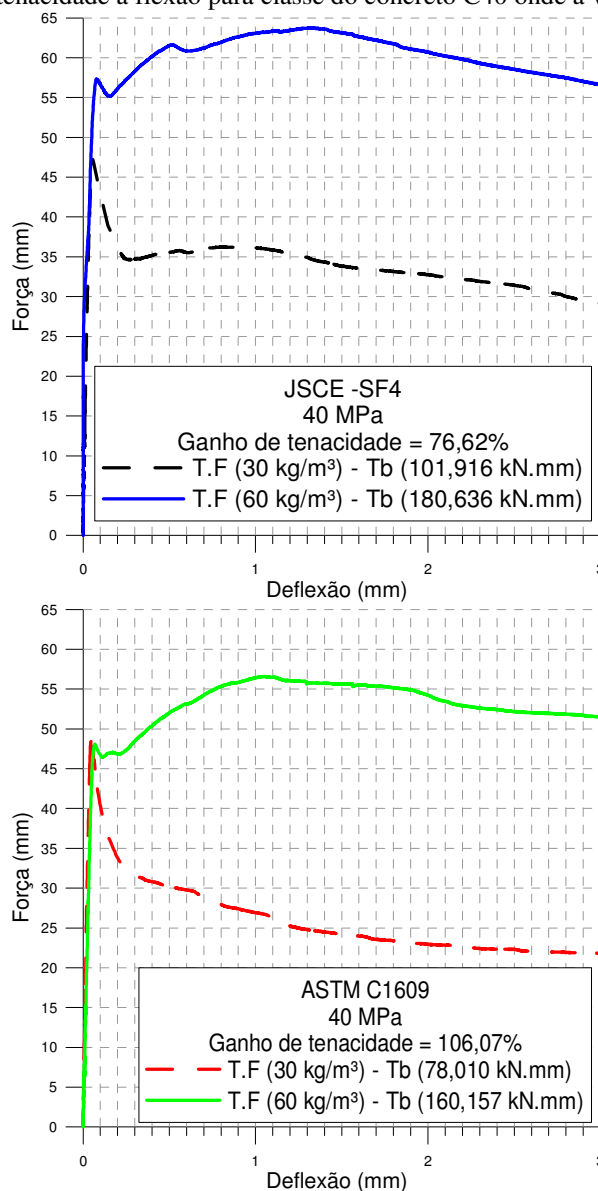 tenacidade à flexão para classe do concreto C40 onde a
65
60
55
50
45
40
35
30
25
20
15
10
5
0
Força (mm)
JSCE -SF4
40 MPa
Ganho de tenacidade = 76,62%
T.F (30 kg/m³) - Tb (101,916 kN.mm)
T.F (60 kg/m³) - Tb (180,636 kN.mm)
0 1 2 3
Deflexão (mm)
65
60
55
50
45
40
35
30
25
20
15
10
5
0
Força (mm)
ASTM C1609
40 MPa
Ganho de tenacidade = 106,07%
T.F (30 kg/m³) - Tb (78,010 kN.mm)
T.F (60 kg/m³) - Tb (160,157 kN.mm)
0 1 2 3
Deflexão (mm)